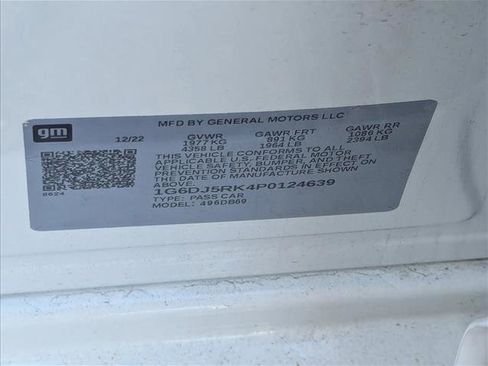 gm
MFD BY GENERAL MOTORS LLC
12/22 GVWR GAWR FRT GAWR RR
1977 KG 891 KG 1086 KG
4358 LB 1964 LB 2394 LB
THIS VEHICLE CONFORMS TO ALL
APPLICABLE U.S. FEDERAL MOTOR
VEHICLE SAFETY, BUMPER, AND THEFT
PREVENTION STANDARDS IN EFFECT ON
THE DATE OF MANUFACTURE SHOWN
ABOVE.
1G6DJ5RK4P0124639
TYPE: PASS CAR
MODEL: 496DB69
8624